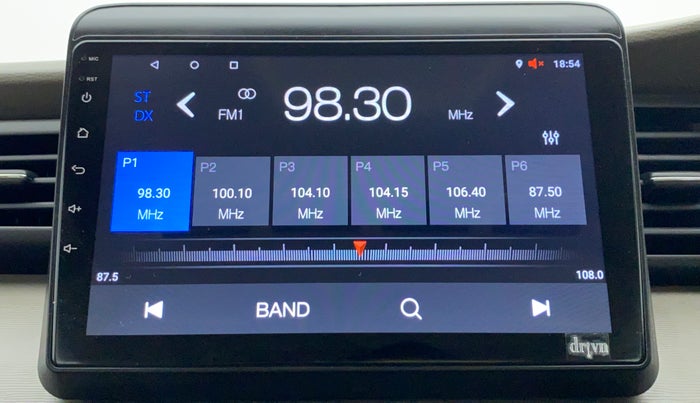 MIC
RST
18:54
ST
DX
FM1
98.30
MHz
P1
98.30
MHz
P2
100.10
MHz
P3
104.10
MHz
P4
104.15
MHz
P5
106.40
MHz
P6
87.50
MHz
87.5
108.0
BAND
drivn